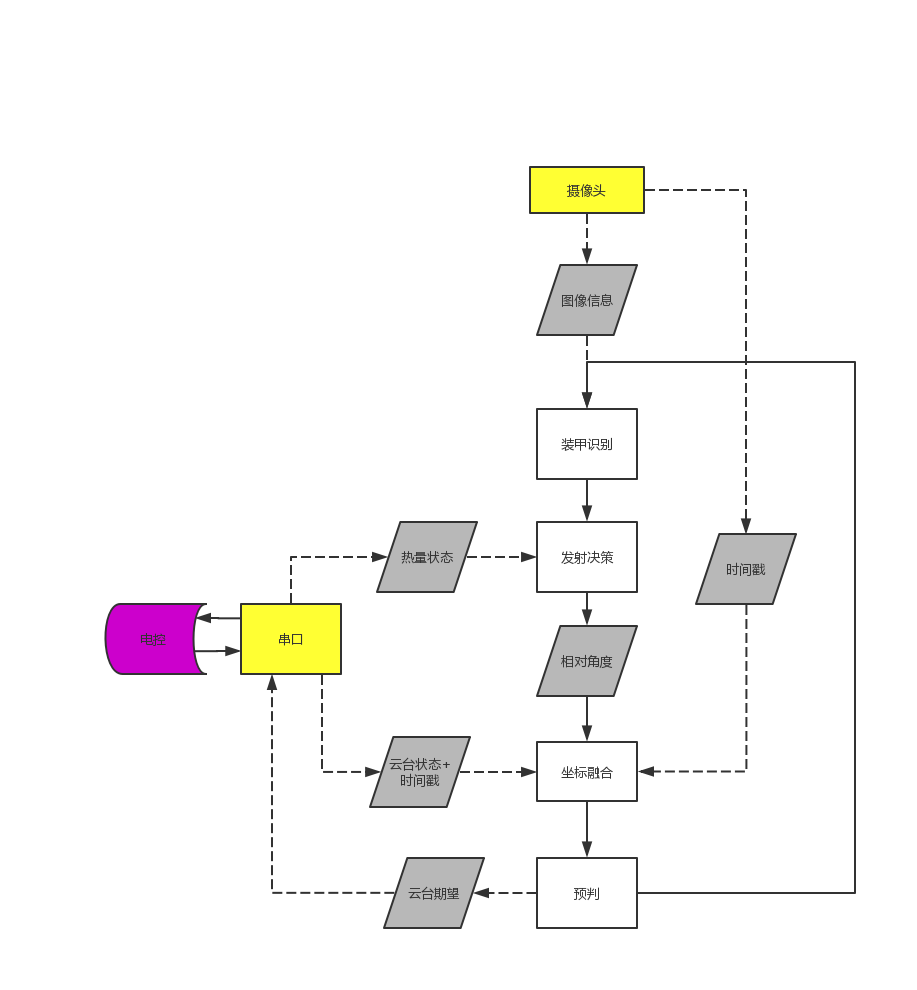 摄像头
图像信息
装甲识别
热量状态
发射决策
时间戳
电控
串口
相对角度
云台状态+
时间戳
坐标融合
云台期望
预判